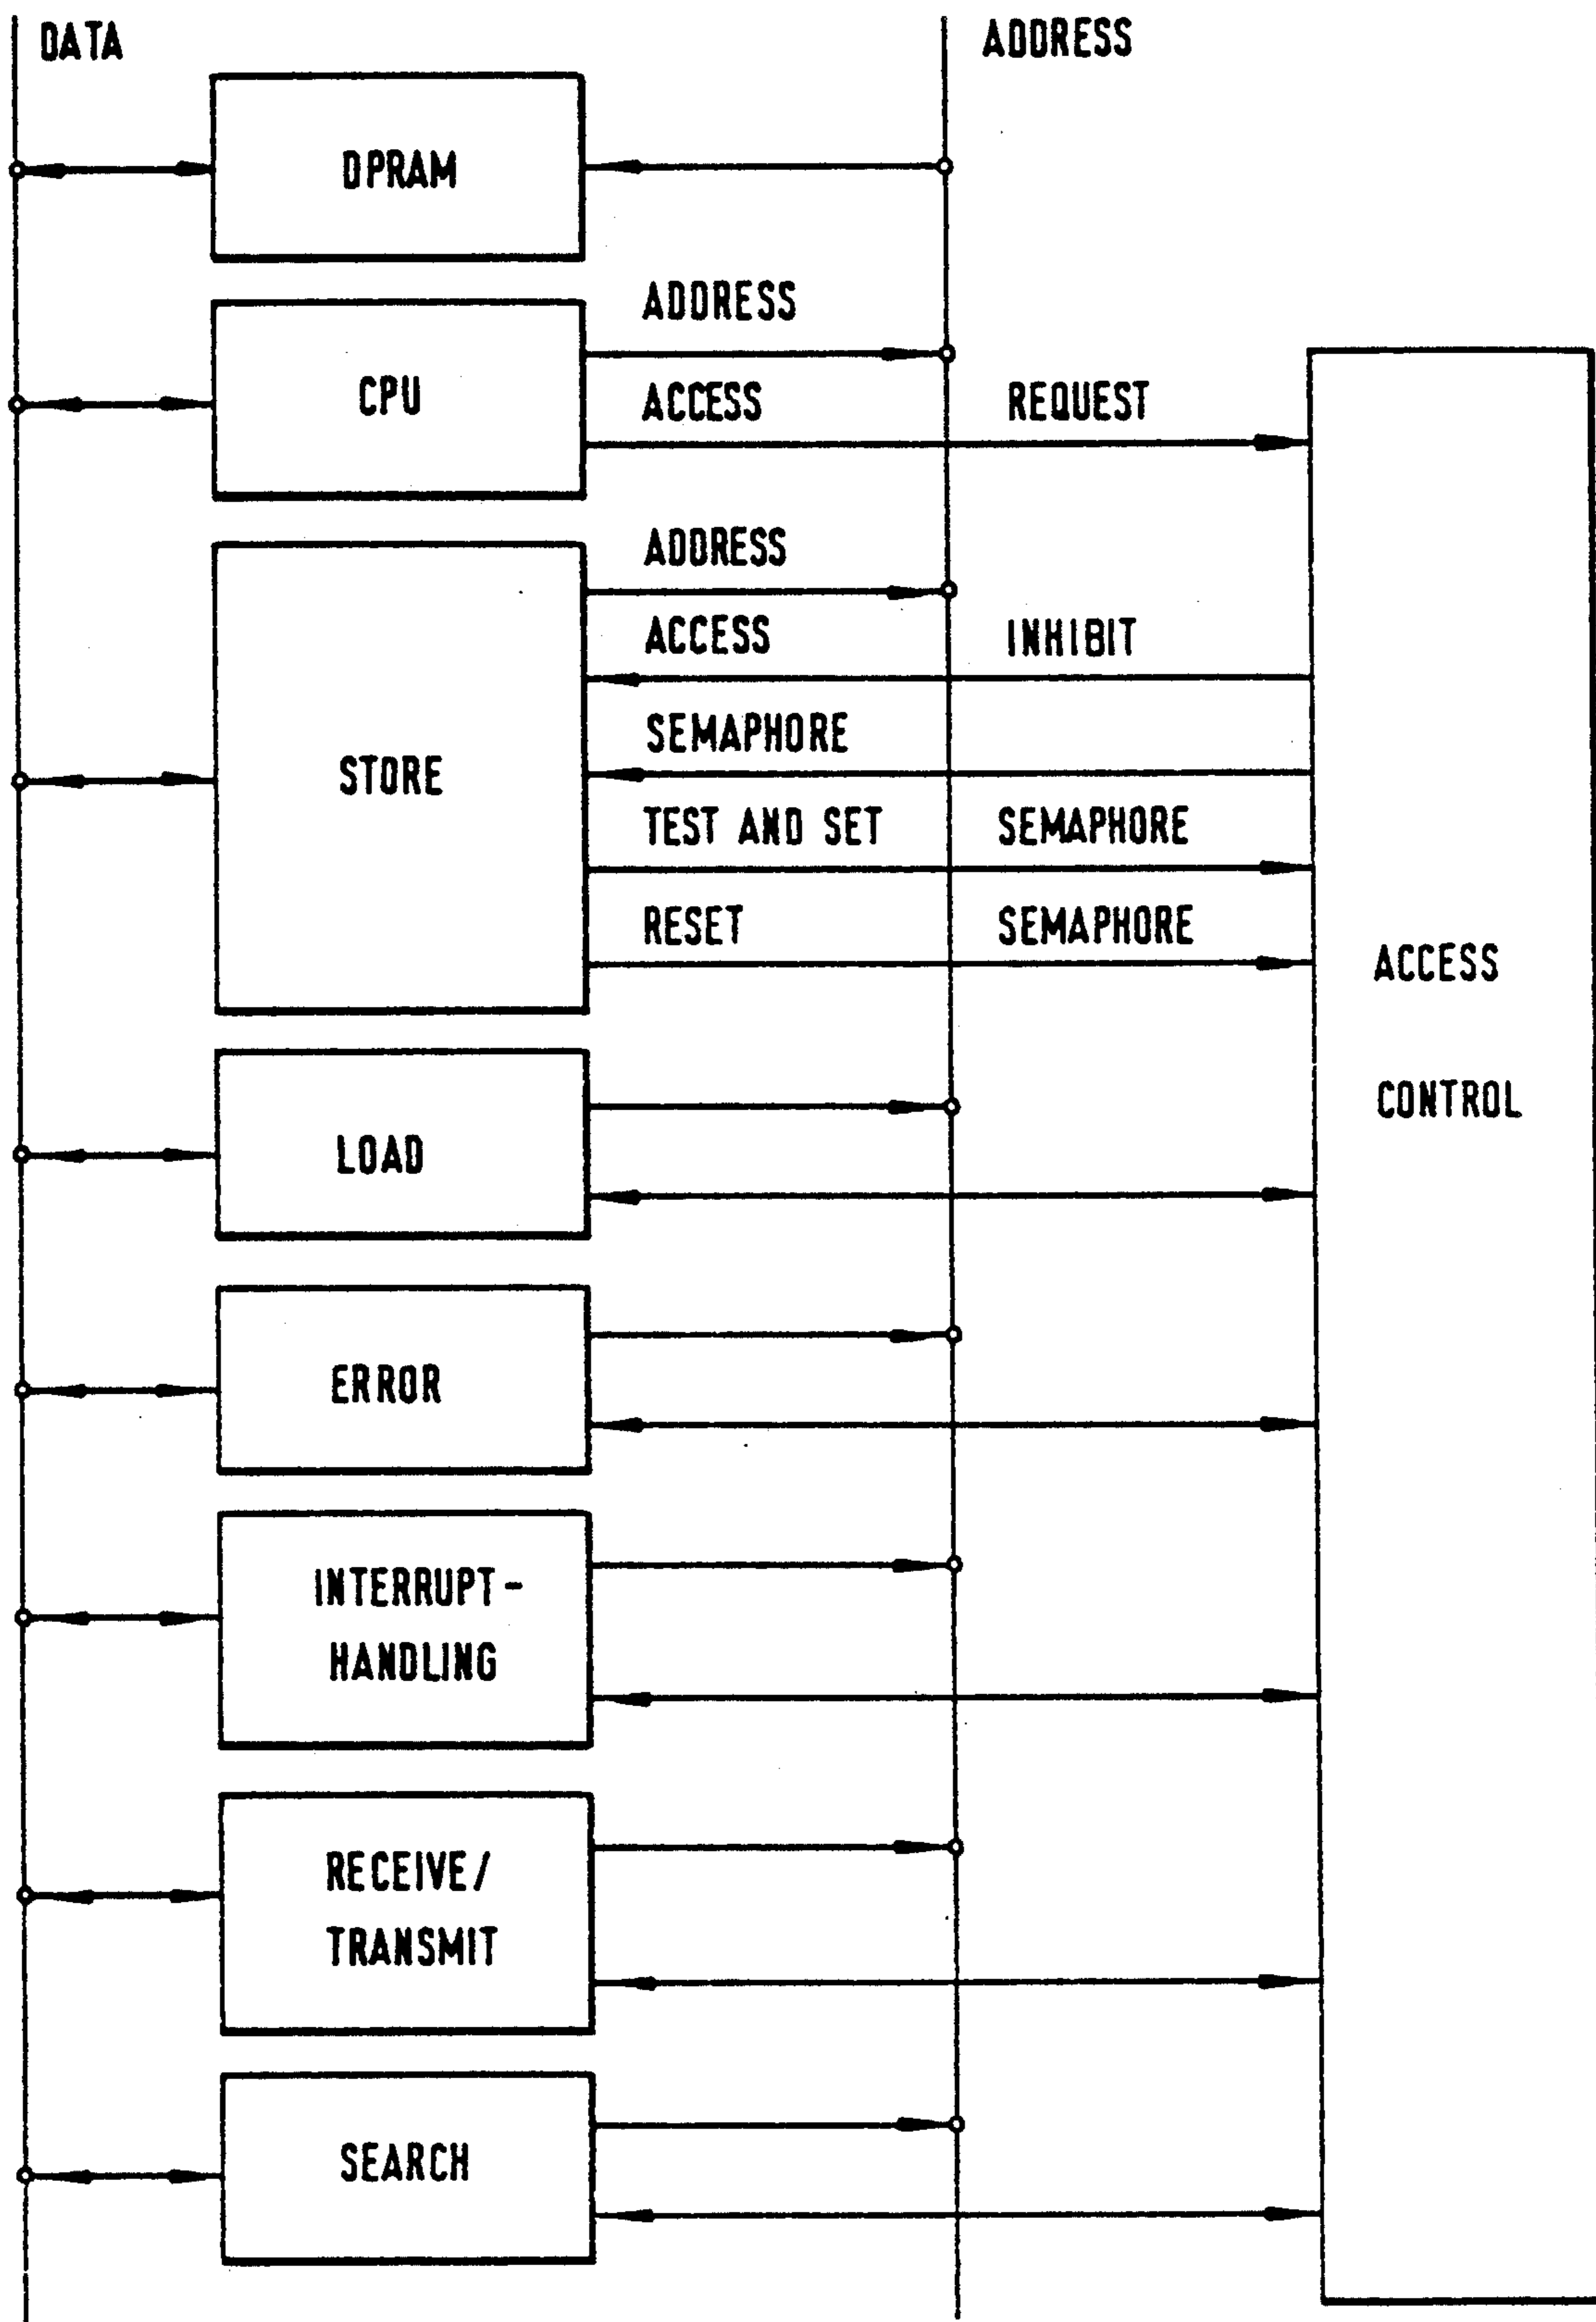 DATA
ADDRESS
DPRAM
ADDRESS
CPU
ACCESS REQUEST
ADDRESS
ACCESS INHIBIT
SEMAPHORE
STORE
TEST AND SET SEMAPHORE
RESET SEMAPHORE
ACCESS
CONTROL
LOAD
ERROR
INTERRUPT-
HANDLING
RECEIVE/
TRANSMIT
SEARCH